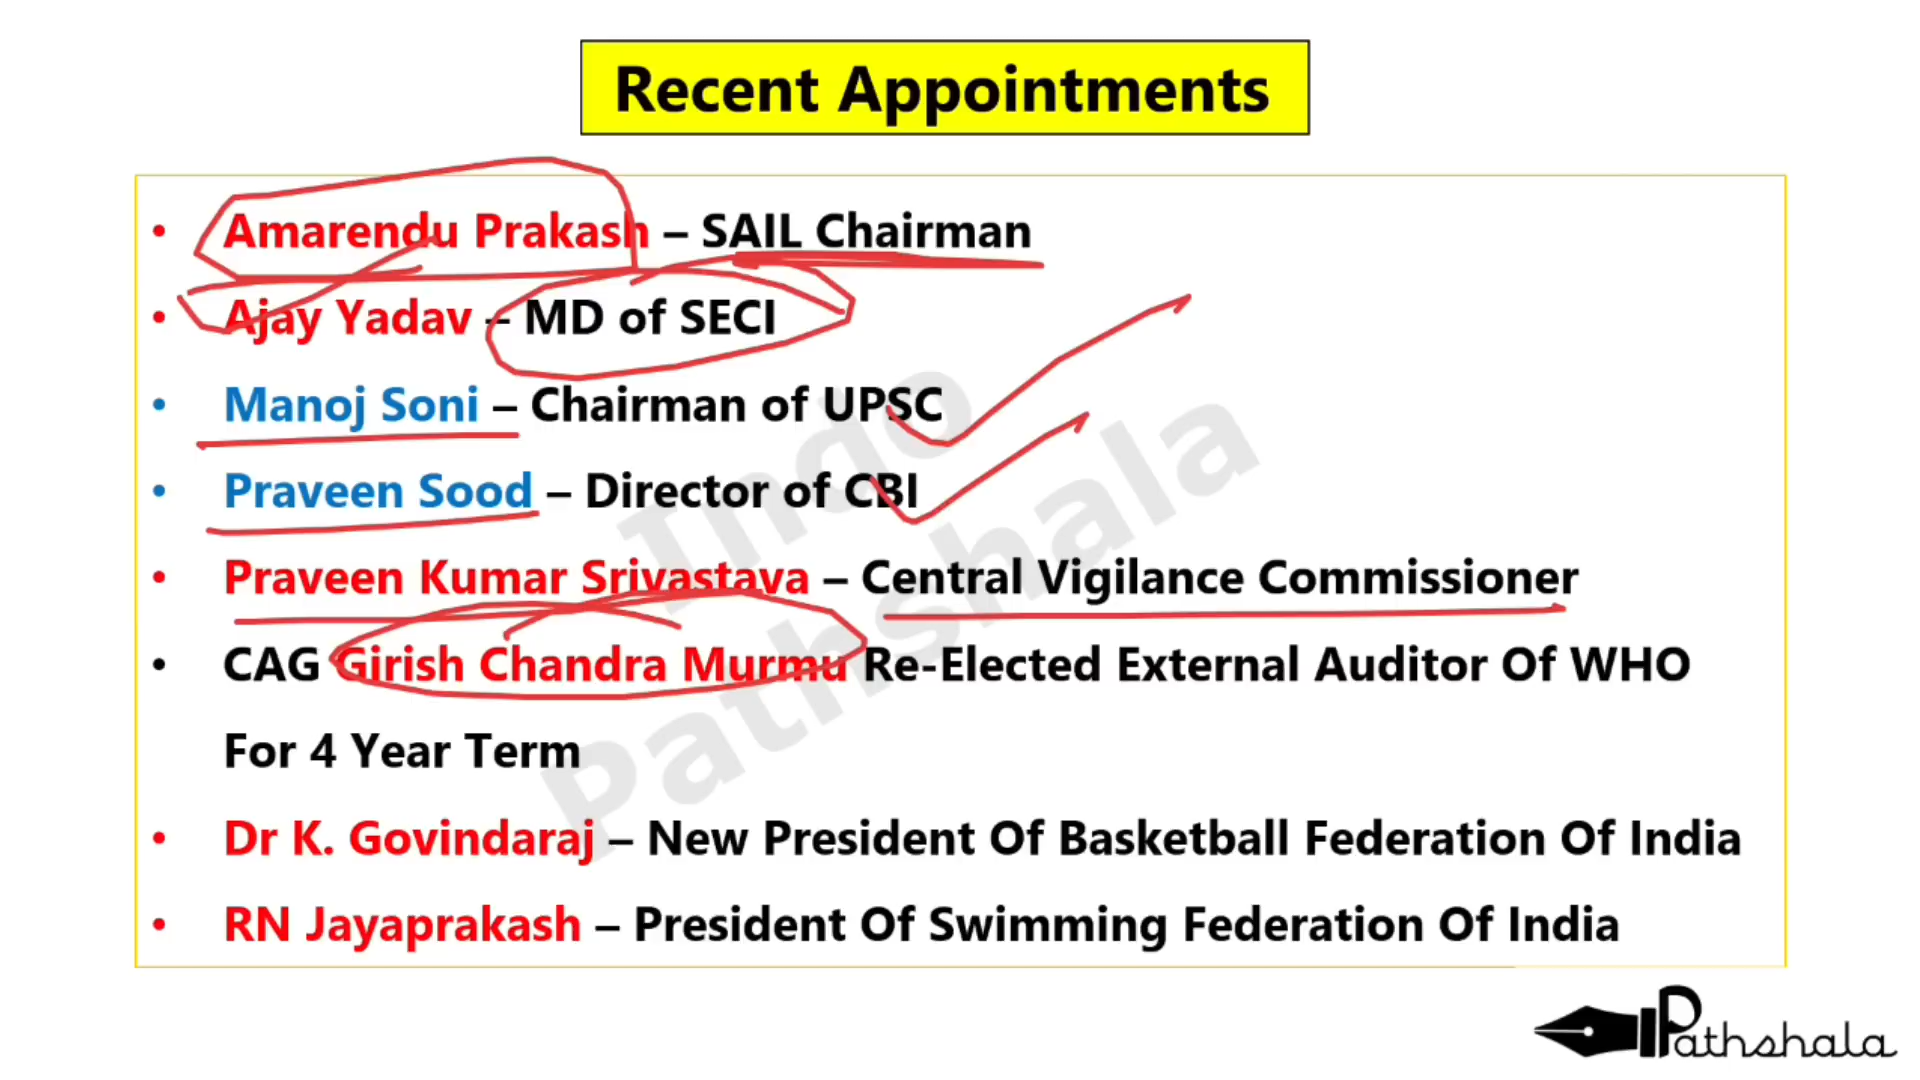 Recent Appointments
• Amarendu Prakash – SAIL Chairman
• Ajay Yadav – MD of SECI
• Manoj Soni – Chairman of UPSC
• Praveen Sood – Director of CBI
• Praveen Kumar Srivastava – Central Vigilance Commissioner
• CAG Girish Chandra Murmu Re-Elected External Auditor Of WHO
For 4 Year Term
• Dr K. Govindaraj – New President Of Basketball Federation Of India
• RN Jayaprakash – President Of Swimming Federation Of India
Indo
Pathshala
Pathshala